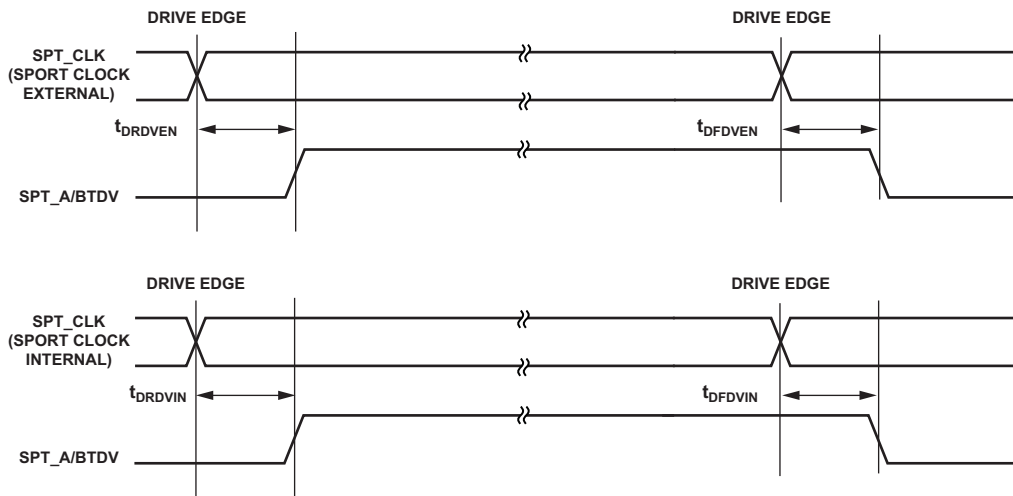 DRIVE EDGE
DRIVE EDGE
SPT_CLK
(SPORT CLOCK
EXTERNAL)
tDRDVEN
tDFDVEN
SPT_A/BTDV
DRIVE EDGE
DRIVE EDGE
SPT_CLK
(SPORT CLOCK
INTERNAL)
tDRDVIN
tDFDVIN
SPT_A/BTDV